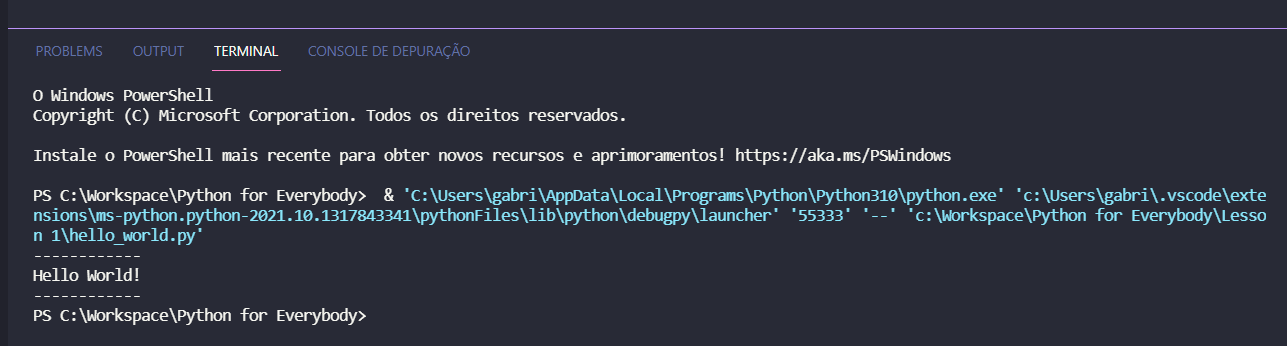 PROBLEMS OUTPUT TERMINAL CONSOLE DE DEPURAÇÃO
O Windows PowerShell
Copyright (C) Microsoft Corporation. Todos os direitos reservados.
Instale o PowerShell mais recente para obter novos recursos e aprimoramentos! https://aka.ms/PSWindows
PS C:\Workspace\Python for Everybody>  & 'C:\Users\gabri\AppData\Local\Programs\Python\Python310\python.exe' 'c:\Users\gabri\.vscode\exte
nsions\ms-python.python-2021.10.1317843341\pythonFiles\lib\python\debugpy\launcher' '55333' '--' 'c:\Workspace\Python for Everybody\Lesso
n 1\hello_world.py'
------------
Hello World!
------------
PS C:\Workspace\Python for Everybody>